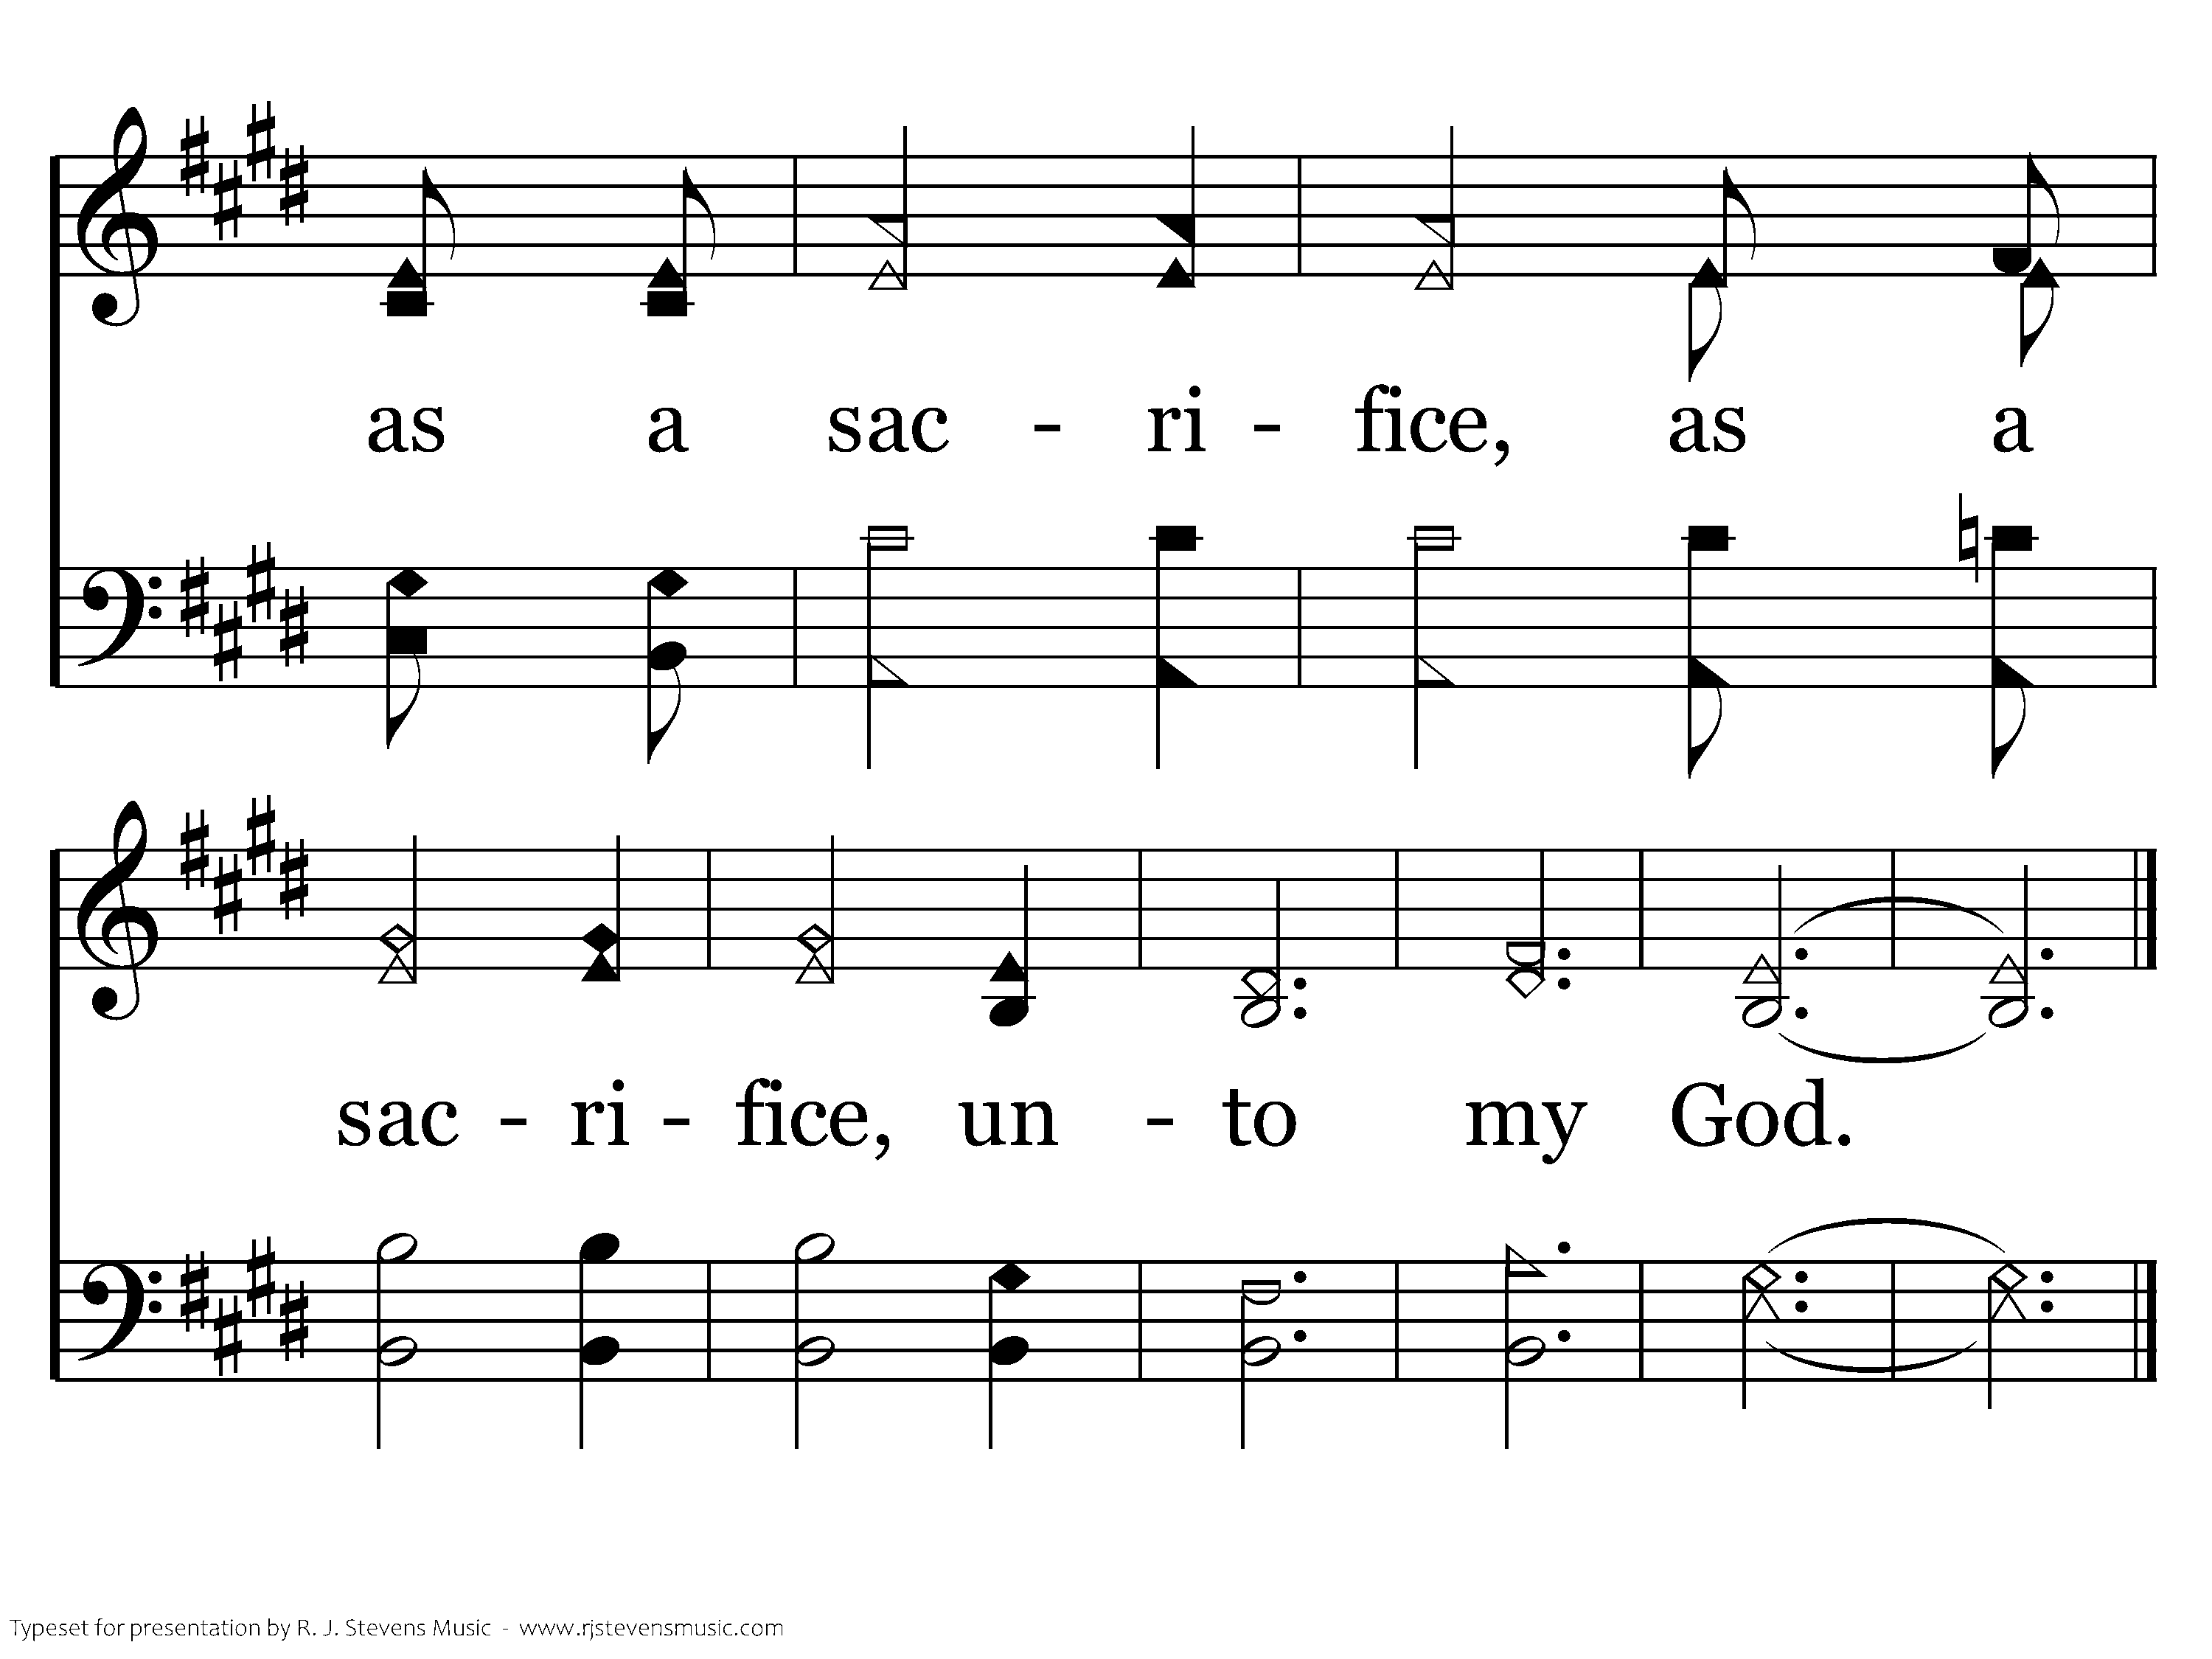 as a sac - ri - fice, as a
sac - ri - fice, un - to my God.
Typeset for presentation by R. J. Stevens Music - www.rjstevensmusic.com